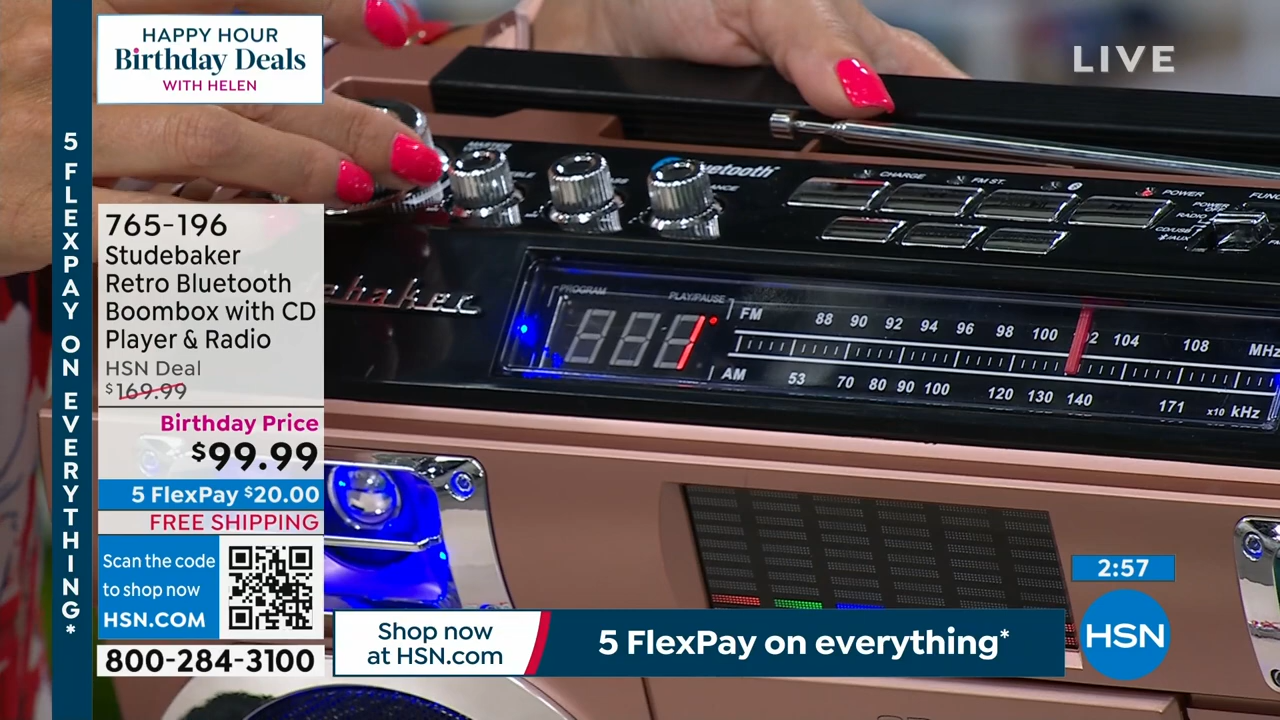 HAPPY HOUR
Birthday Deals
WITH HELEN
LIVE
5 FLEXPAY ON EVERYTHING*
765-196
Studebaker
Retro Bluetooth
Boombox with CD
Player & Radio
HSN Deal
$169.99
Birthday Price
$99.99
5 FlexPay $20.00
FREE SHIPPING
Scan the code
to shop now
HSN.COM
800-284-3100
Shop now
at HSN.com
5 FlexPay on everything*
2:57
HSN
CHARGE
FM ST.
POWER
POWER
RADIO
PROGRAM
PLAY/PAUSE
1
FM 88 90 92 94 96 98 100 104 108 MHz
AM 53 70 80 90 100 120 130 140 171 x10 kHz